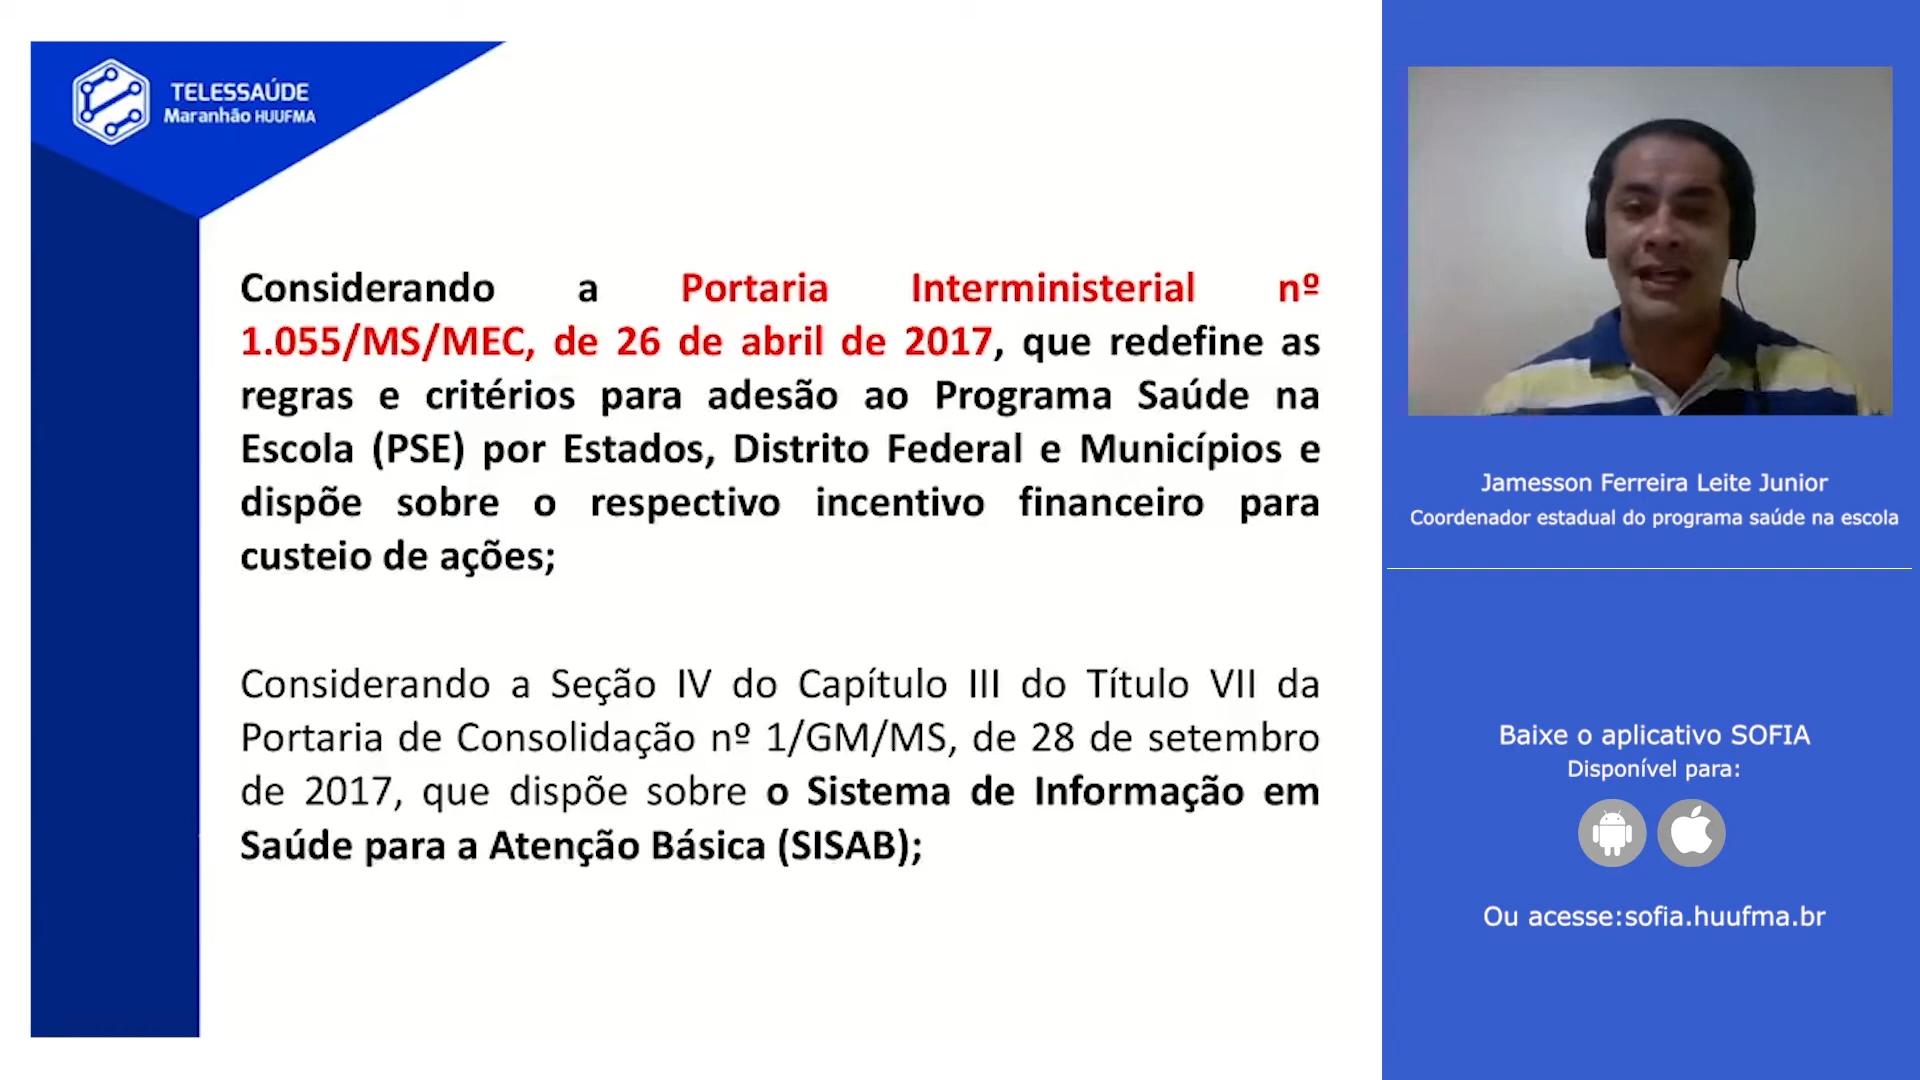 TELESSAÚDE
Maranhão HUUFMA
Considerando a Portaria Interministerial nº
1.055/MS/MEC, de 26 de abril de 2017, que redefine as
regras e critérios para adesão ao Programa Saúde na
Escola (PSE) por Estados, Distrito Federal e Municípios e
dispõe sobre o respectivo incentivo financeiro para
custeio de ações;
Considerando a Seção IV do Capítulo III do Título VII da
Portaria de Consolidação nº 1/GM/MS, de 28 de setembro
de 2017, que dispõe sobre o Sistema de Informação em
Saúde para a Atenção Básica (SISAB);
Jamesson Ferreira Leite Junior
Coordenador estadual do programa saúde na escola
Baixe o aplicativo SOFIA
Disponível para:
Ou acesse:sofia.huufma.br